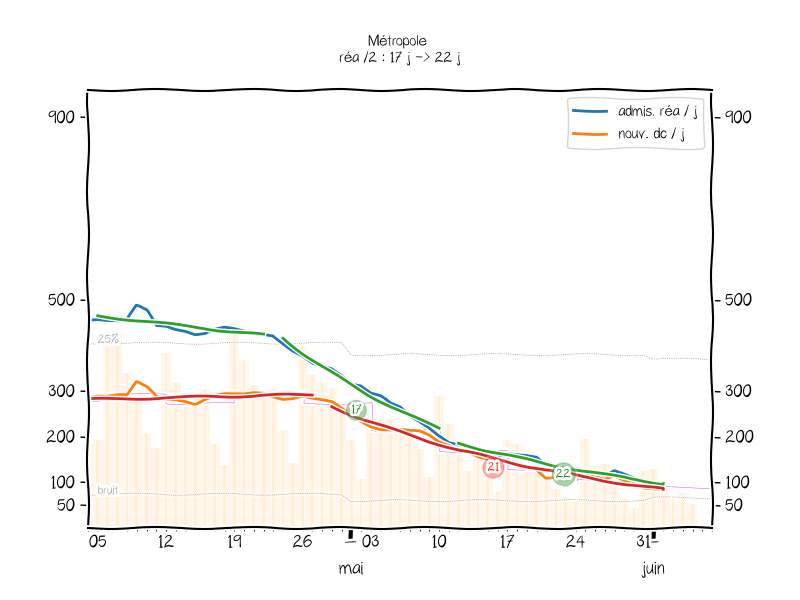 Métropole
réa /2 : 17 j -> 22 j
admis. réa / j
nouv. dc / j
900
900
500
500
25%
300
300
17
200
200
21
22
100
100
bruit
50
50
05 12 19 26 03 10 17 24 31
mai juin